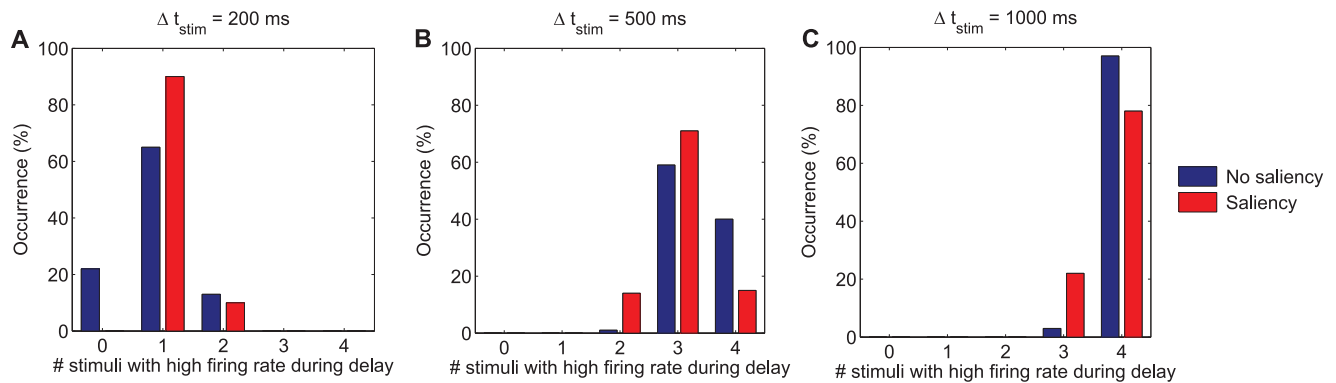 A
Δ t_stim = 200 ms
100
80
60
40
20
0
Occurrence (%)
0 1 2 3 4
# stimuli with high firing rate during delay
B
Δ t_stim = 500 ms
100
80
60
40
20
0
Occurrence (%)
0 1 2 3 4
# stimuli with high firing rate during delay
C
Δ t_stim = 1000 ms
100
80
60
40
20
0
Occurrence (%)
0 1 2 3 4
# stimuli with high firing rate during delay
No saliency
Saliency